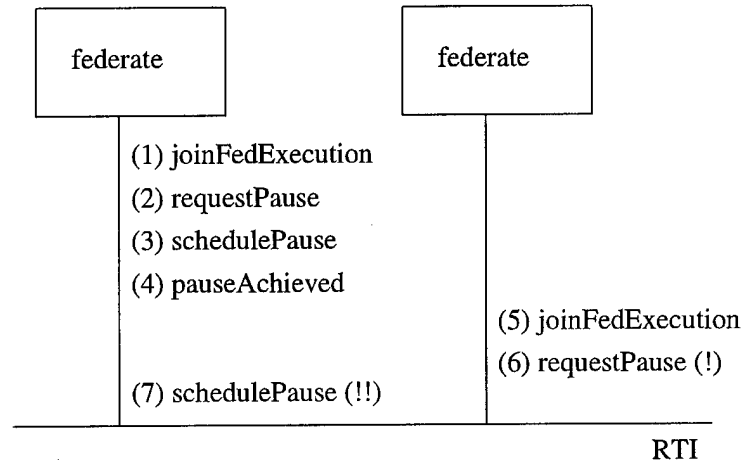 federate
federate
(1) joinFedExecution
(2) requestPause
(3) schedulePause
(4) pauseAchieved
(5) joinFedExecution
(6) requestPause (!)
(7) schedulePause (!!)
RTI